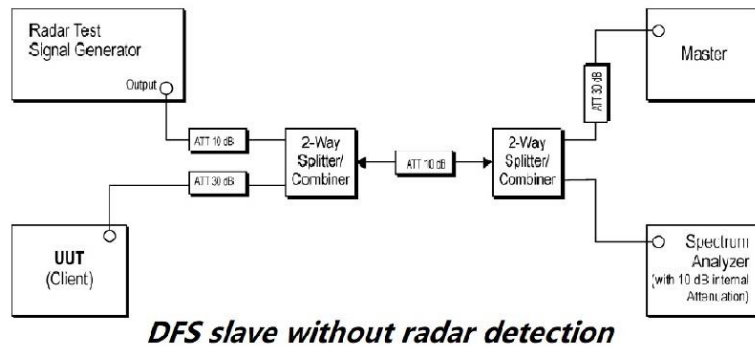 Radar Test
Signal Generator
Output
ATT 10 dB
2-Way
Splitter/
Combiner
ATT 30 dB
UUT
(Client)
ATT 10 dB
2-Way
Splitter/
Combiner
ATT 30 dB
Master
Spectrum
Analyzer
(with 10 dB internal
Attenuation)
DFS slave without radar detection